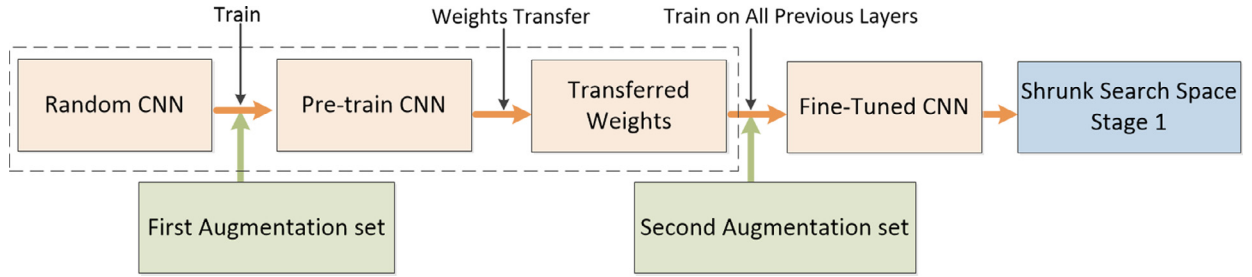 Train
Weights Transfer
Train on All Previous Layers
Random CNN
Pre-train CNN
Transferred
Weights
Fine-Tuned CNN
Shrunk Search Space
Stage 1
First Augmentation set
Second Augmentation set